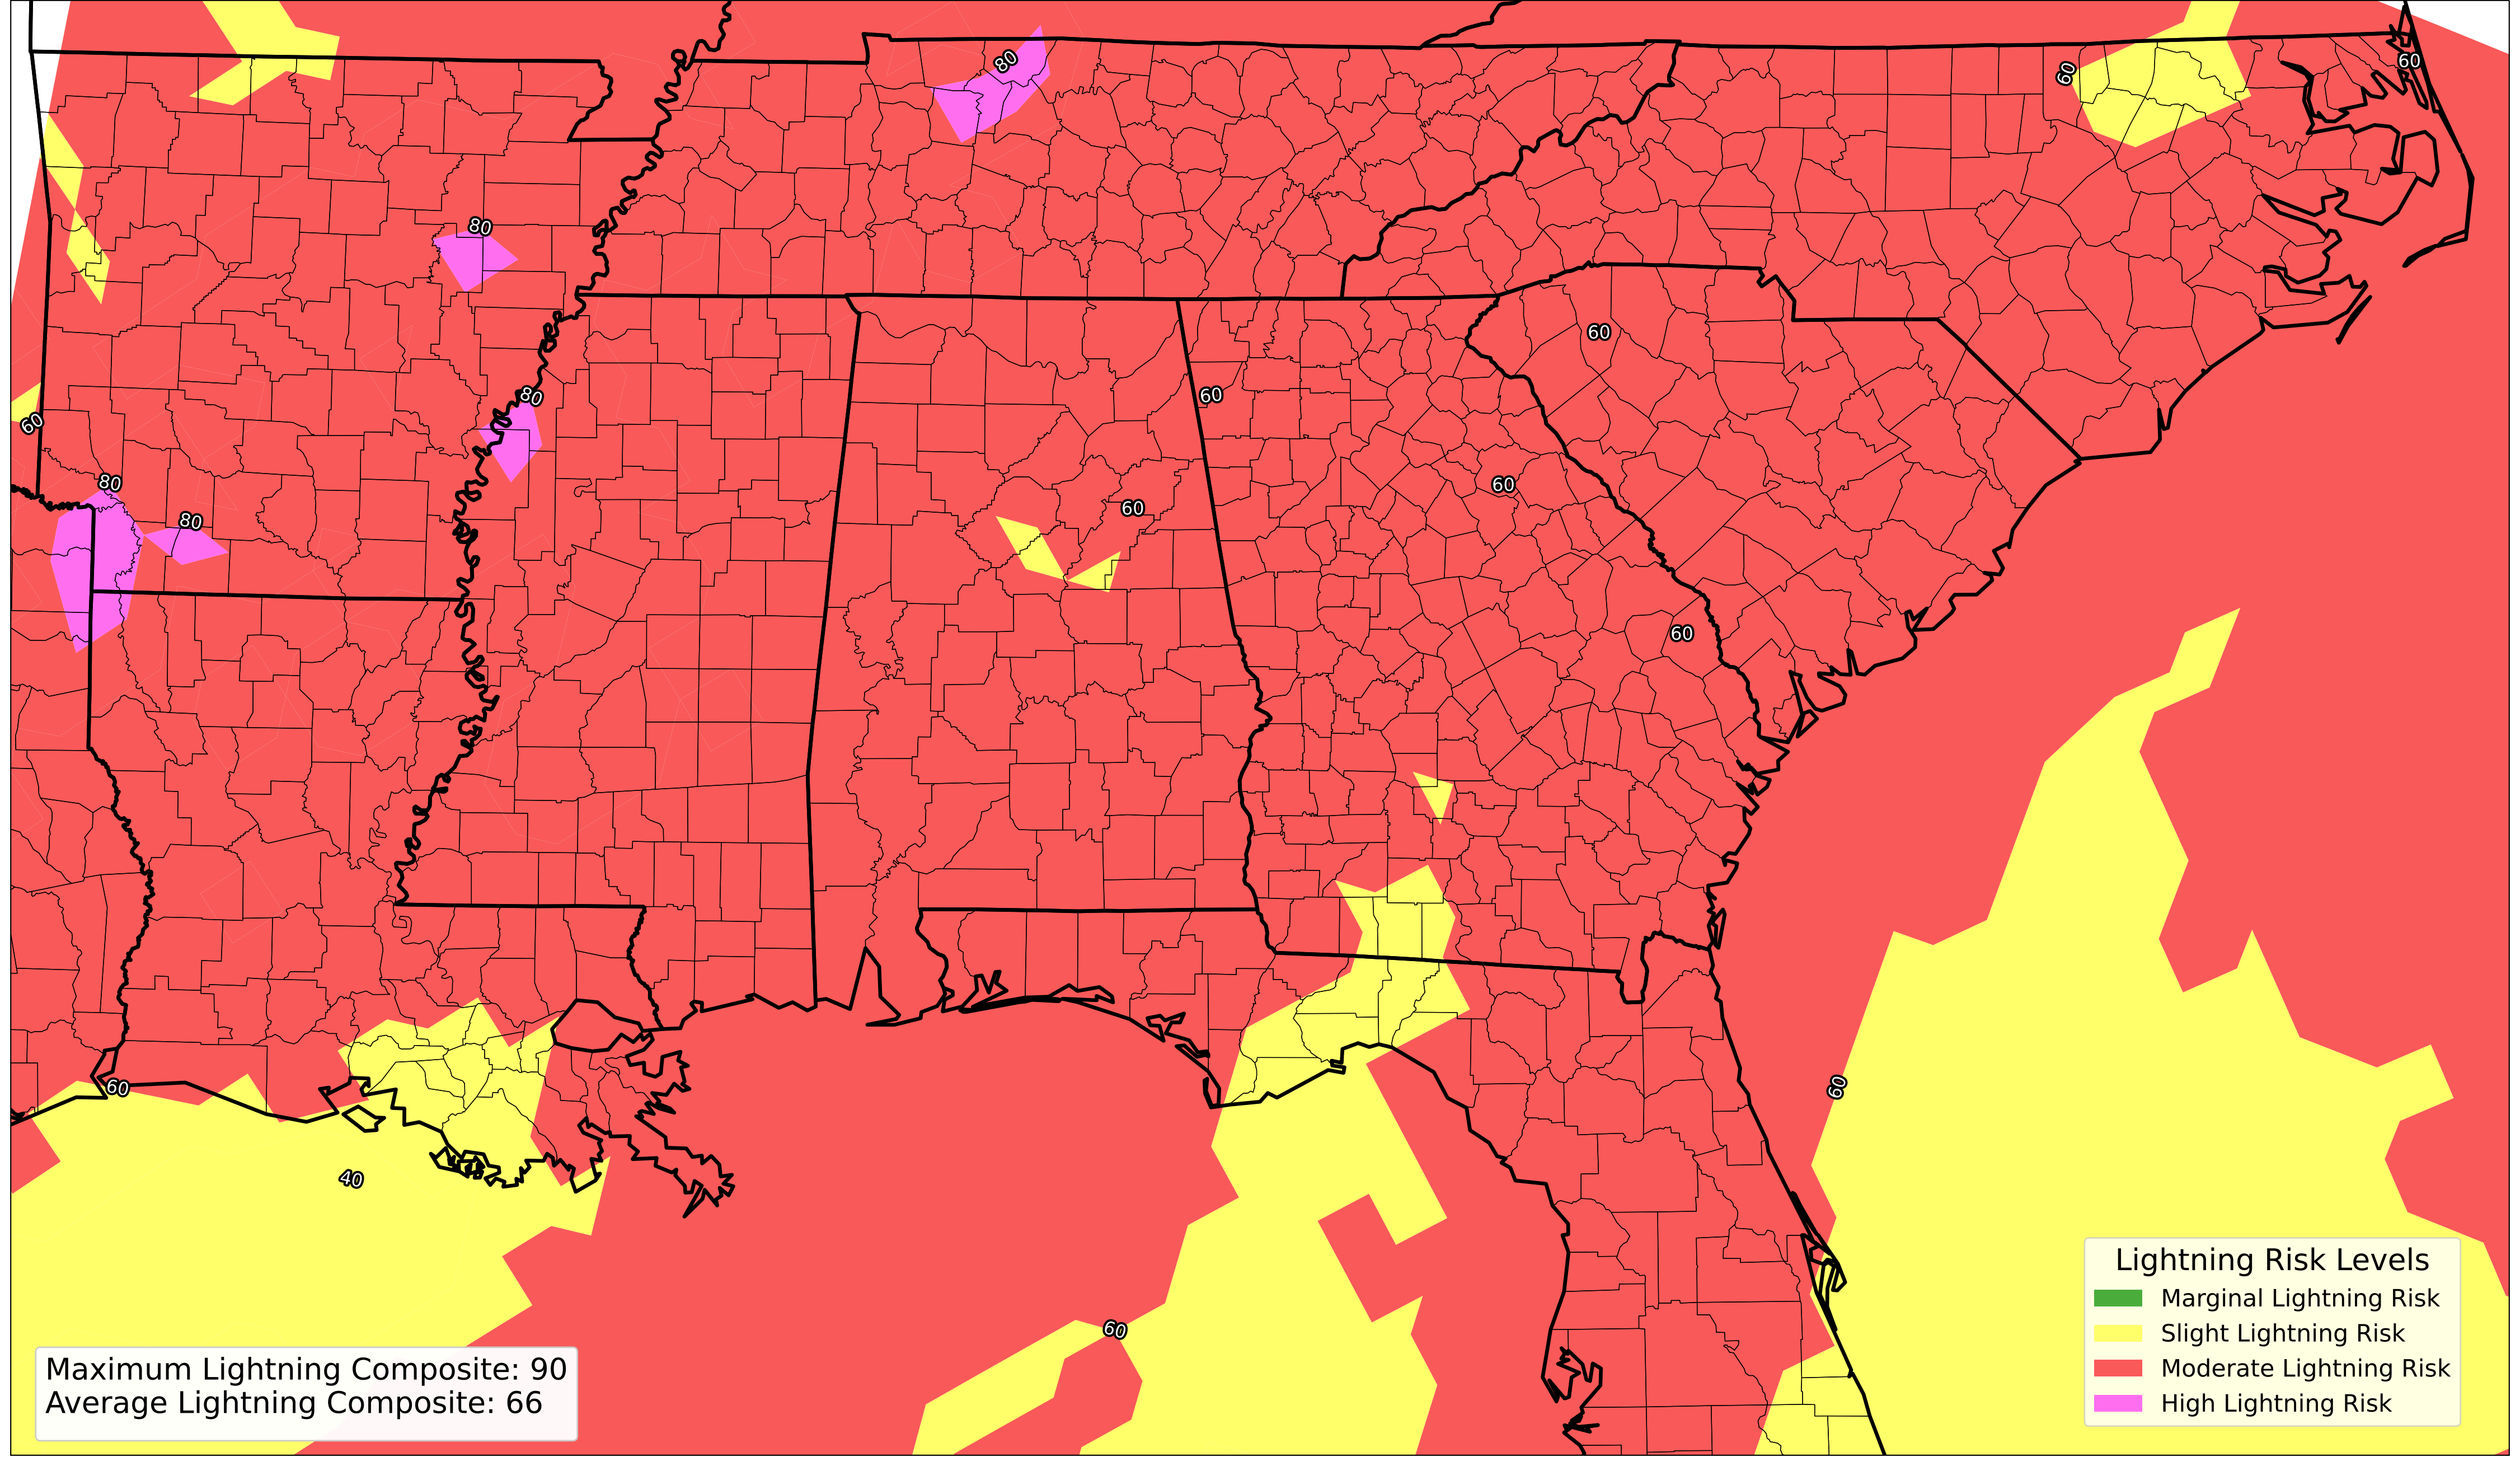 80
60
60
80
60
60
80
60
80
60
60
80
60
60
60
40
60
Lightning Risk Levels
Marginal Lightning Risk
Slight Lightning Risk
Moderate Lightning Risk
High Lightning Risk
Maximum Lightning Composite: 90
Average Lightning Composite: 66